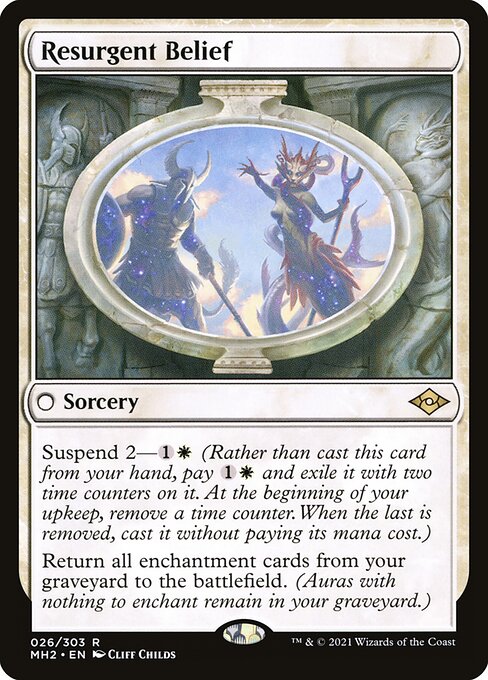 Resurgent Belief
Sorcery
Suspend 2—1 (Rather than cast this card
from your hand, pay 1 and exile it with two
time counters on it. At the beginning of your
upkeep, remove a time counter. When the last is
removed, cast it without paying its mana cost.)
Return all enchantment cards from your
graveyard to the battlefield. (Auras with
nothing to enchant remain in your graveyard.)
026/303 R
MH2 • EN CLIFF CHILDS
™ & © 2021 Wizards of the Coast